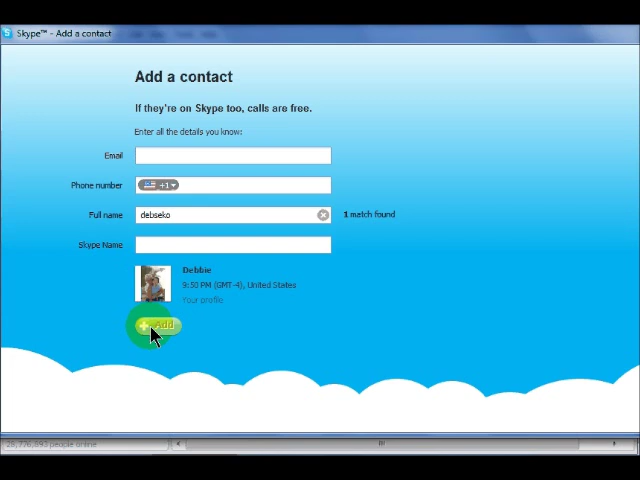 Skype™ - Add a contact
Add a contact
If they're on Skype too, calls are free.
Enter all the details you know:
Email
Phone number +1
Full name debseko 1 match found
Skype Name
Debbie
9:50 PM (GMT-4), United States
Your profile
Add
people online